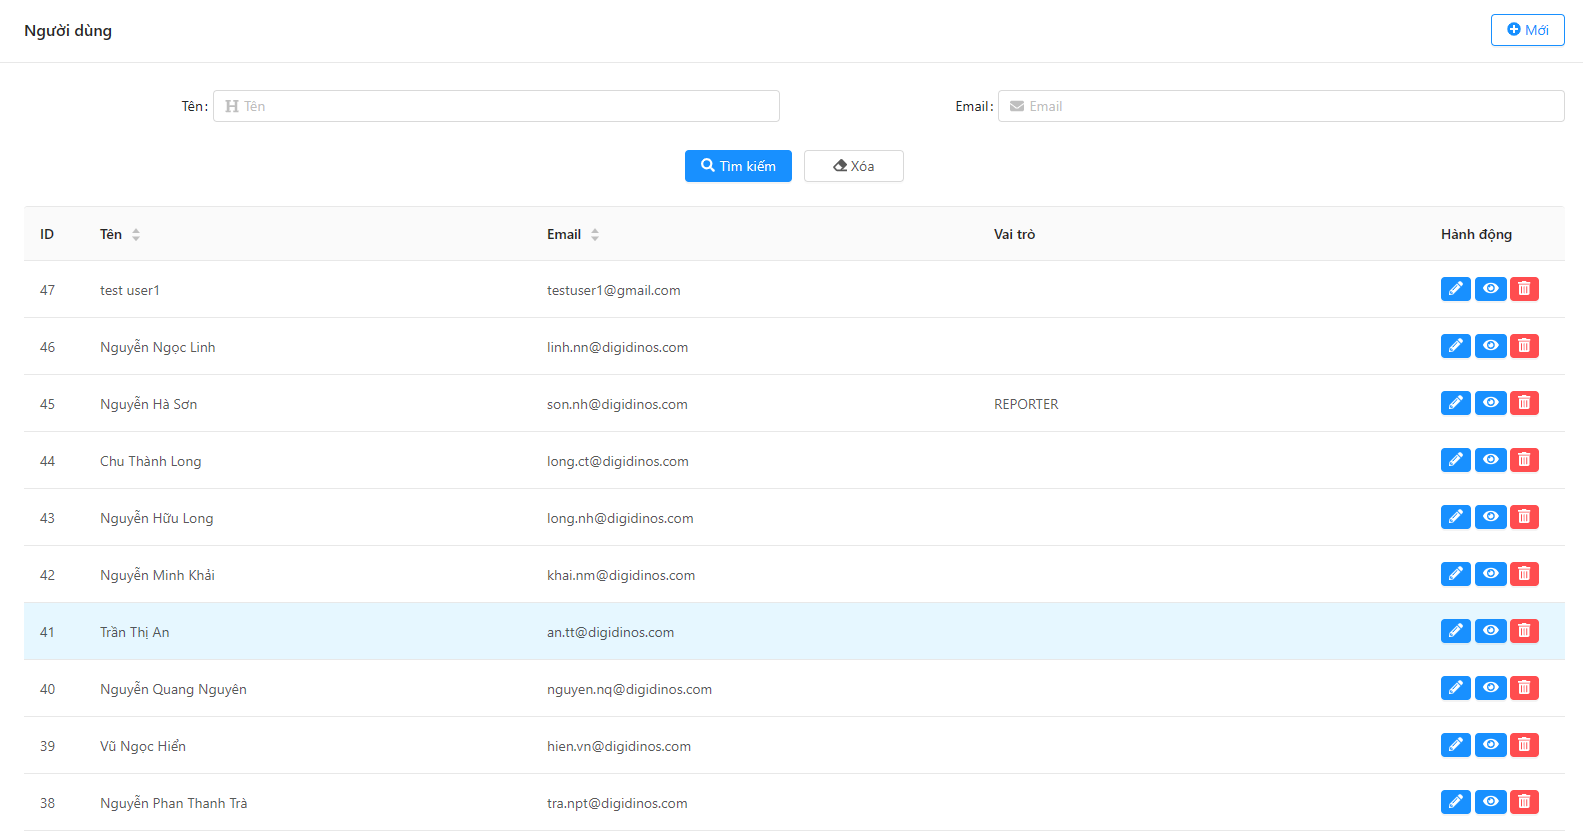 Người dùng
Mới
Tên: Tên
Email: Email
Tìm kiếm Xóa
ID Tên Email Vai trò Hành động
47 test user1 testuser1@gmail.com
46 Nguyễn Ngọc Linh linh.nn@digidinos.com
45 Nguyễn Hà Sơn son.nh@digidinos.com REPORTER
44 Chu Thành Long long.ct@digidinos.com
43 Nguyễn Hữu Long long.nh@digidinos.com
42 Nguyễn Minh Khải khai.nm@digidinos.com
41 Trần Thị An an.tt@digidinos.com
40 Nguyễn Quang Nguyên nguyen.nq@digidinos.com
39 Vũ Ngọc Hiển hien.vn@digidinos.com
38 Nguyễn Phan Thanh Trà tra.npt@digidinos.com